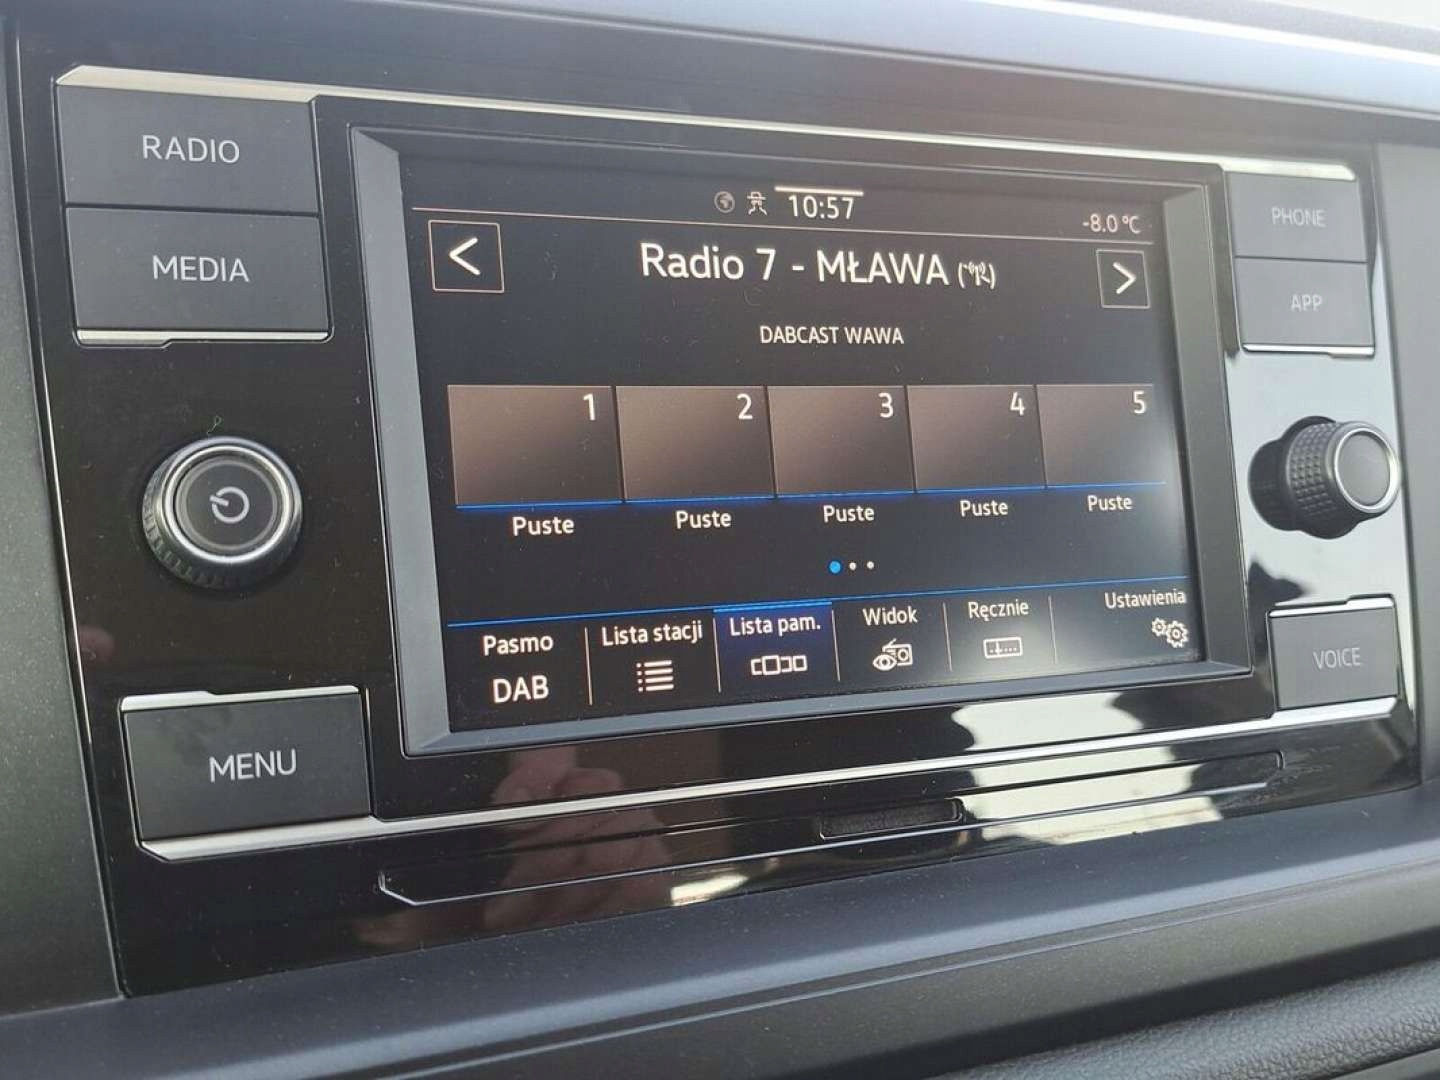 RADIO
MEDIA
MENU
PHONE
APP
VOICE
10:57
-8.0 °C
< Radio 7 - MŁAWA >
DABCAST WAWA
1 2 3 4 5
Puste Puste Puste Puste Puste
Pasmo Lista stacji Lista pam. Widok Ręcznie Ustawienia
DAB